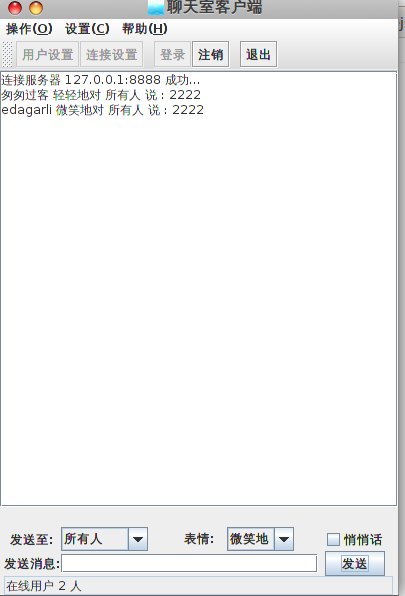 聊天室客户端
操作(O) 设置(C) 帮助(H)
用户设置 连接设置 登录 注销 退出
连接服务器 127.0.0.1:8888 成功...
匆匆过客 轻轻地对 所有人 说：2222
edagarli 微笑地对 所有人 说：2222
发送至: 所有人 表情: 微笑地 悄悄话
发送消息: 发送
在线用户 2 人